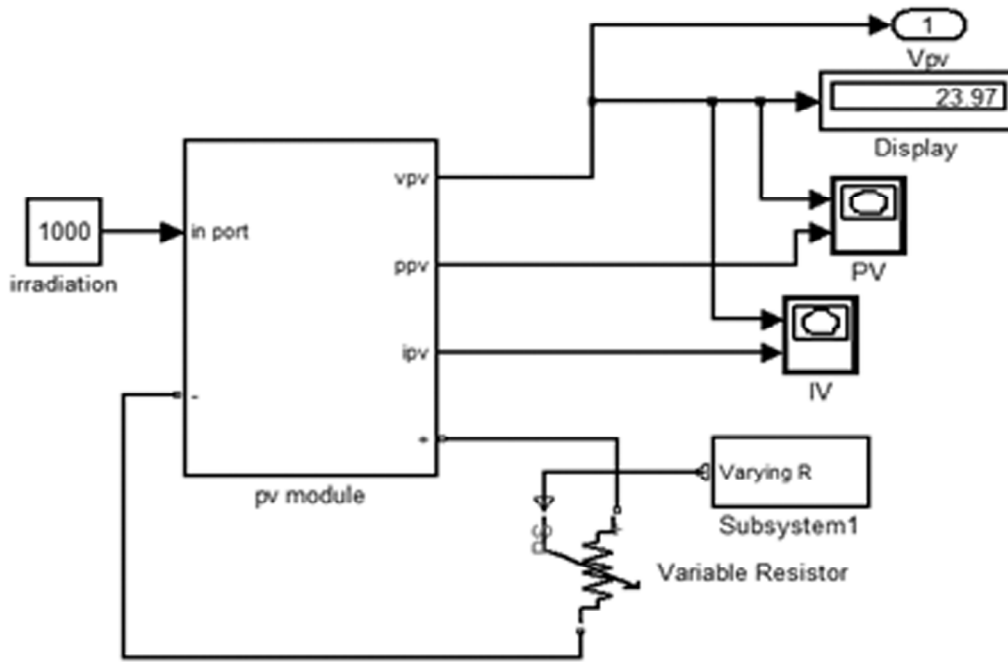 1
Vpv
23.97
Display
vpv
1000
in port
irradiation
ppv
PV
ipv
IV
-
+
pv module
Varying R
Subsystem1
PS
+
Variable Resistor
-